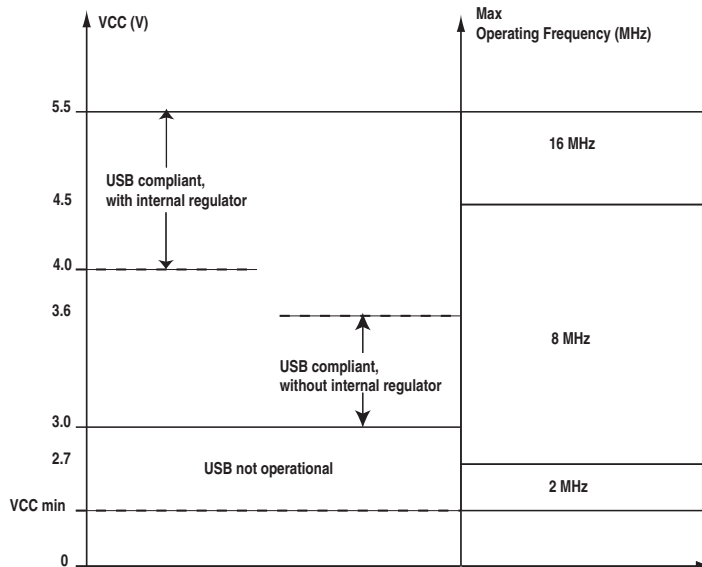 VCC (V)
Max
Operating Frequency (MHz)
5.5
16 MHz
USB compliant,
with internal regulator
4.5
4.0
3.6
8 MHz
USB compliant,
without internal regulator
3.0
2.7
USB not operational
2 MHz
VCC min
0